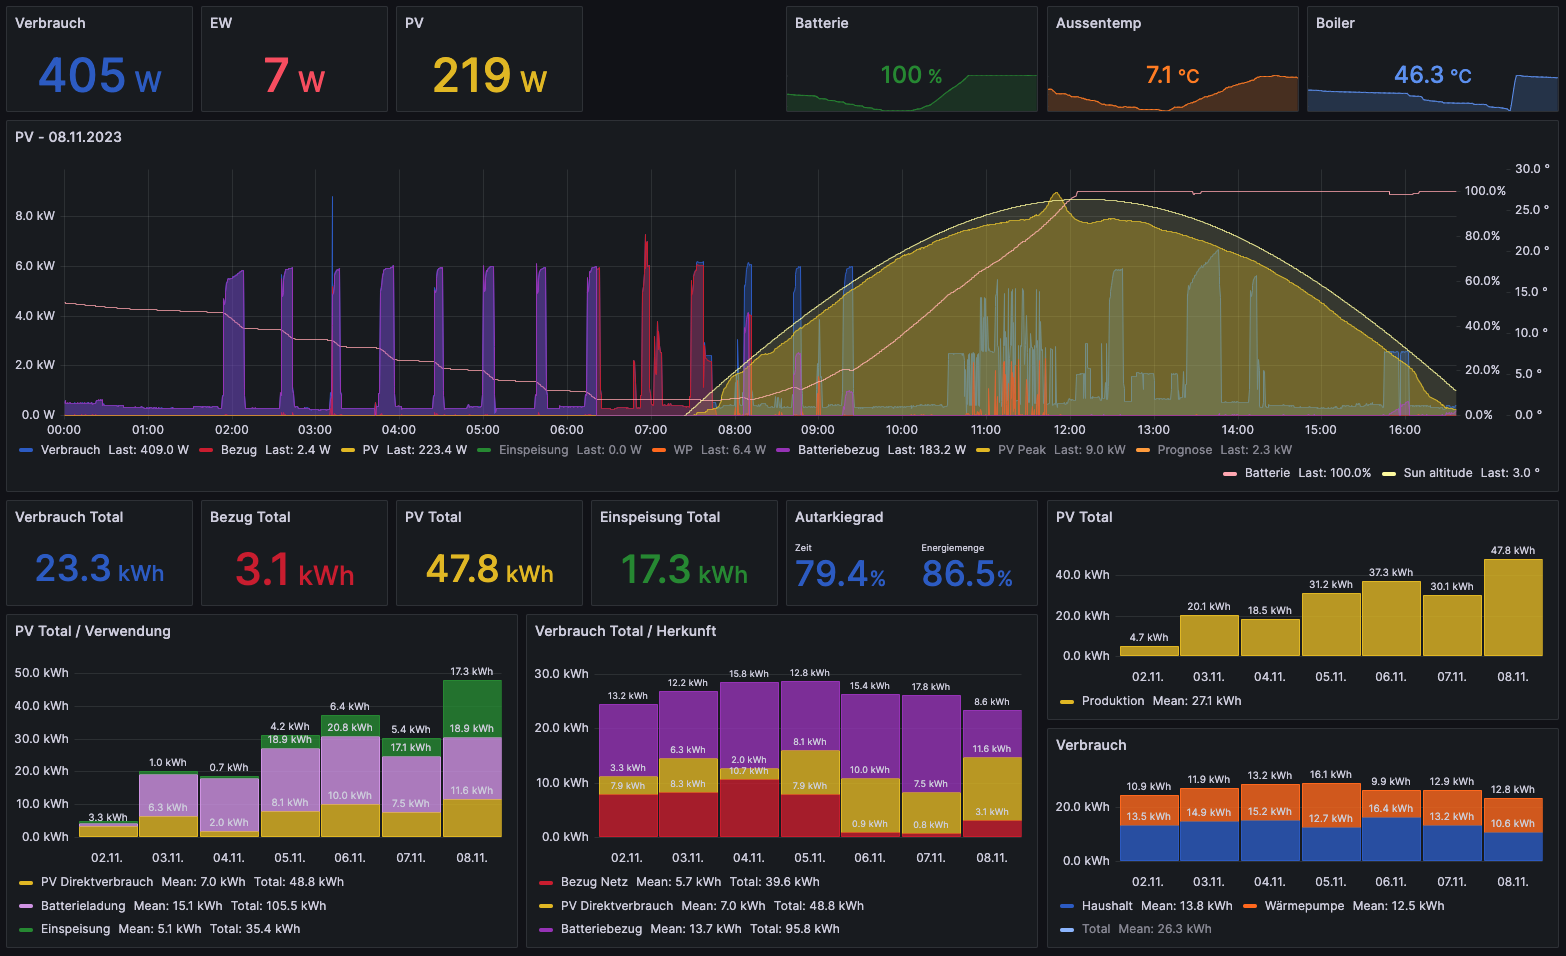 Verbrauch
405 W
EW
7 W
PV
219 W
Batterie
100 %
Aussentemp
7.1 °C
Boiler
46.3 °C
PV - 08.11.2023
8.0 kW
6.0 kW
4.0 kW
2.0 kW
0.0 W
100.0%
80.0%
60.0%
40.0%
20.0%
0.0%
30.0 °
25.0 °
20.0 °
15.0 °
10.0 °
5.0 °
0.0 °
00:00 01:00 02:00 03:00 04:00 05:00 06:00 07:00 08:00 09:00 10:00 11:00 12:00 13:00 14:00 15:00 16:00
Verbrauch Last: 409.0 W Bezug Last: 2.4 W PV Last: 223.4 W Einspeisung Last: 0.0 W WP Last: 6.4 W Batteriebezug Last: 183.2 W PV Peak Last: 9.0 kW Prognose Last: 2.3 kW
Batterie Last: 100.0% Sun altitude Last: 3.0 °
Verbrauch Total
23.3 kWh
Bezug Total
3.1 kWh
PV Total
47.8 kWh
Einspeisung Total
17.3 kWh
Autarkiegrad
Zeit Energiemenge
79.4% 86.5%
PV Total
40.0 kWh
20.0 kWh
0.0 kWh
4.7 kWh 20.1 kWh 18.5 kWh 31.2 kWh 37.3 kWh 30.1 kWh 47.8 kWh
02.11. 03.11. 04.11. 05.11. 06.11. 07.11. 08.11.
Produktion Mean: 27.1 kWh
PV Total / Verwendung
50.0 kWh
40.0 kWh
30.0 kWh
20.0 kWh
10.0 kWh
0.0 kWh
1.0 kWh 0.7 kWh 4.2 kWh 6.4 kWh 5.4 kWh 17.3 kWh
3.3 kWh 18.9 kWh 20.8 kWh 17.1 kWh 18.9 kWh
6.3 kWh 2.0 kWh 8.1 kWh 10.0 kWh 7.5 kWh 11.6 kWh
02.11. 03.11. 04.11. 05.11. 06.11. 07.11. 08.11.
PV Direktverbrauch Mean: 7.0 kWh Total: 48.8 kWh
Batterieladung Mean: 15.1 kWh Total: 105.5 kWh
Einspeisung Mean: 5.1 kWh Total: 35.4 kWh
Verbrauch Total / Herkunft
30.0 kWh
20.0 kWh
10.0 kWh
0.0 kWh
13.2 kWh 12.2 kWh 15.8 kWh 12.8 kWh 15.4 kWh 17.8 kWh 8.6 kWh
3.3 kWh 6.3 kWh 2.0 kWh 8.1 kWh 10.0 kWh 7.5 kWh 11.6 kWh
7.9 kWh 8.3 kWh 10.7 kWh 7.9 kWh 0.9 kWh 0.8 kWh 3.1 kWh
02.11. 03.11. 04.11. 05.11. 06.11. 07.11. 08.11.
Bezug Netz Mean: 5.7 kWh Total: 39.6 kWh
PV Direktverbrauch Mean: 7.0 kWh Total: 48.8 kWh
Batteriebezug Mean: 13.7 kWh Total: 95.8 kWh
Verbrauch
20.0 kWh
0.0 kWh
10.9 kWh 11.9 kWh 13.2 kWh 16.1 kWh 9.9 kWh 12.9 kWh 12.8 kWh
13.5 kWh 14.9 kWh 15.2 kWh 12.7 kWh 16.4 kWh 13.2 kWh 10.6 kWh
02.11. 03.11. 04.11. 05.11. 06.11. 07.11. 08.11.
Haushalt Mean: 13.8 kWh Wärmepumpe Mean: 12.5 kWh
Total Mean: 26.3 kWh